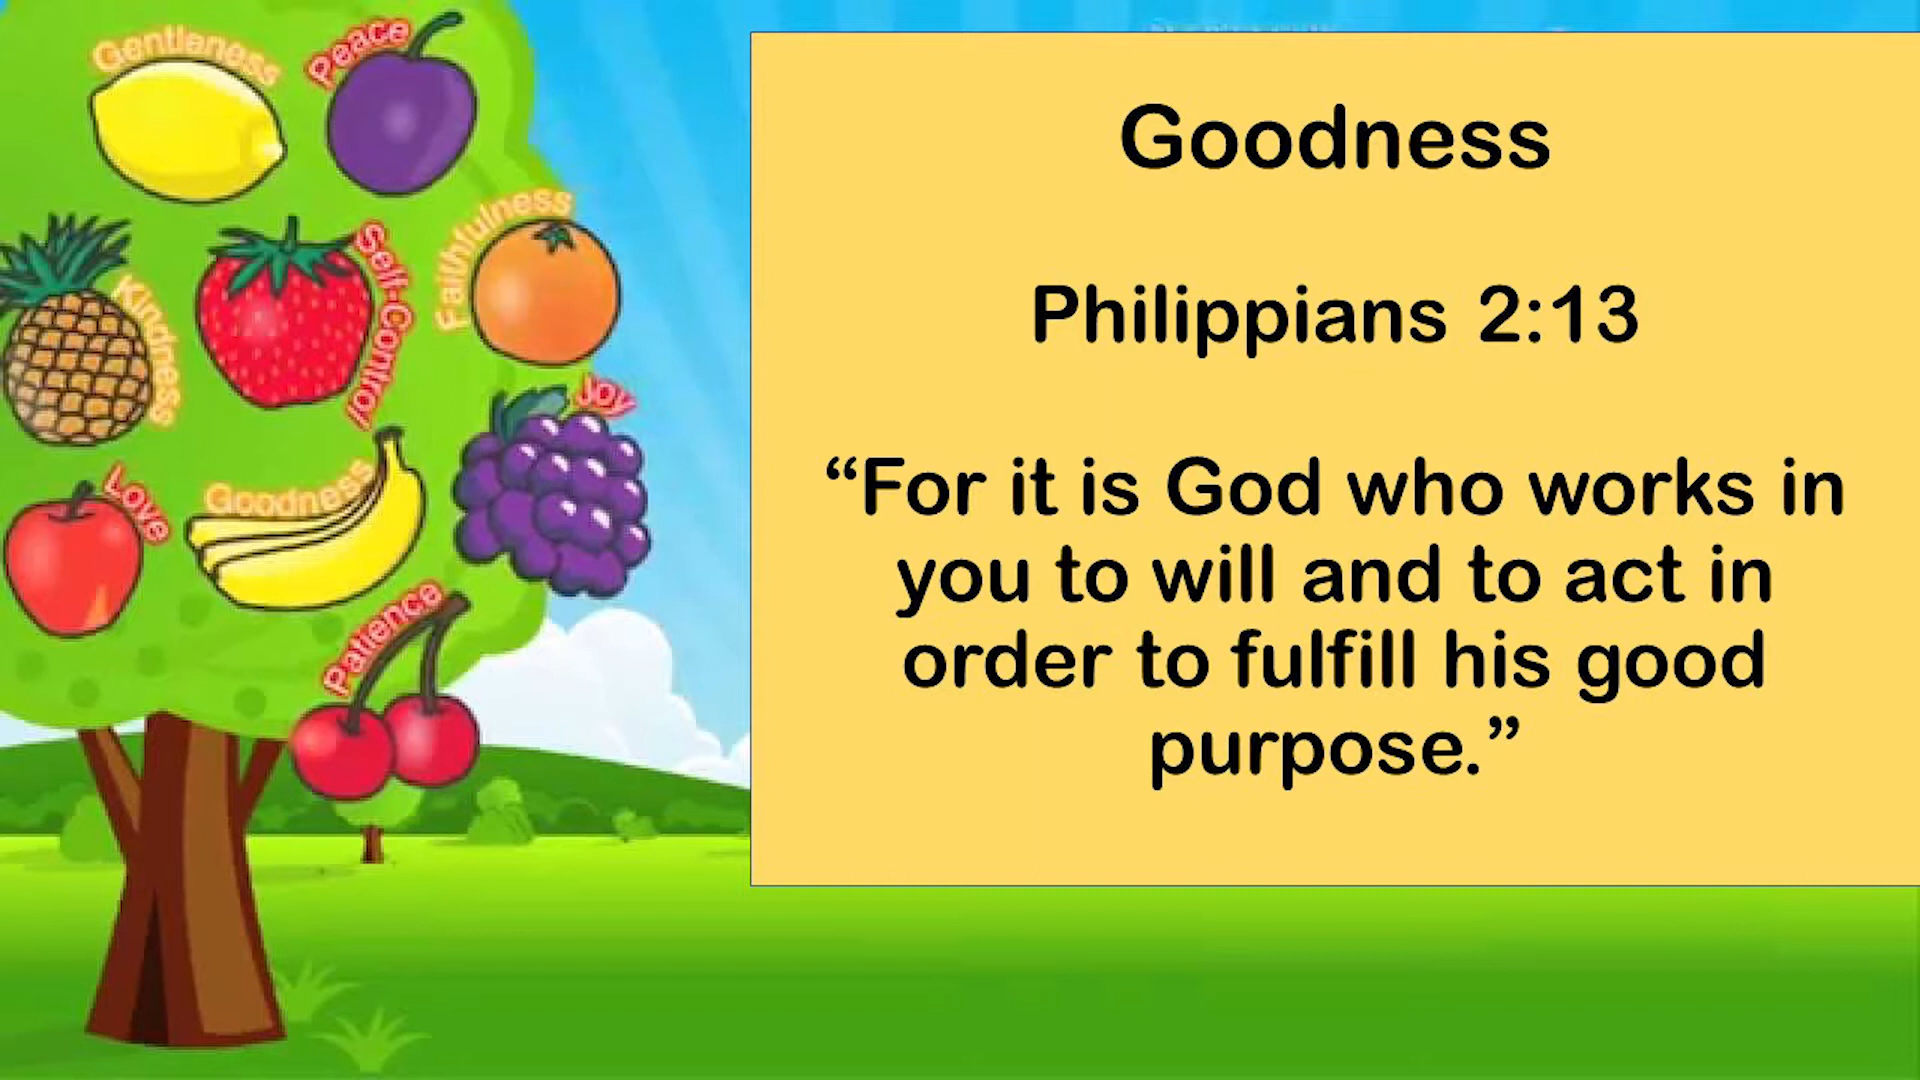 Gentleness
Peace
Faithfulness
Kindness
Self-Control
Joy
Love
Goodness
Patience
Goodness
Philippians 2:13
“For it is God who works in
you to will and to act in
order to fulfill his good
purpose.”